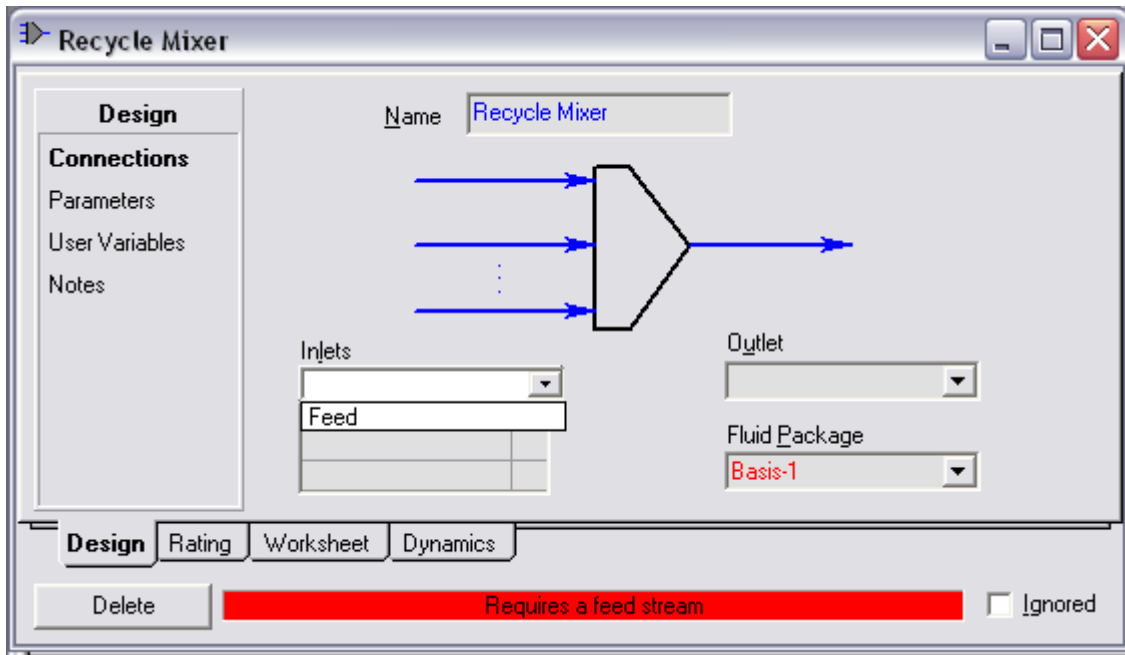 Recycle Mixer
Design
Connections
Parameters
User Variables
Notes
Name Recycle Mixer
Inlets
Feed
Outlet
Fluid Package
Basis-1
Design Rating Worksheet Dynamics
Delete Requires a feed stream Ignored